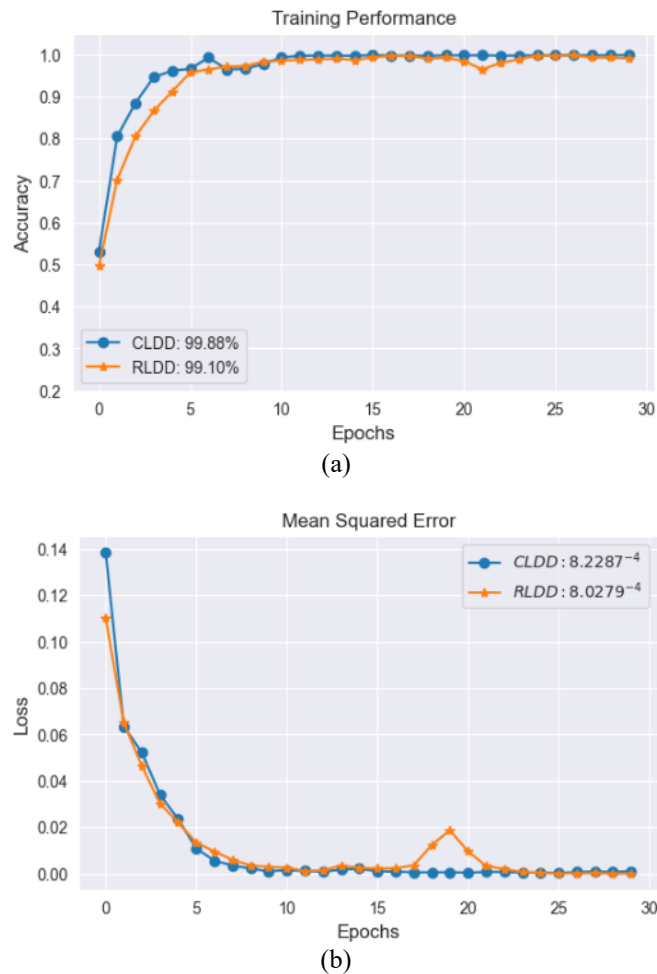 Training Performance
1.0
0.9
0.8
0.7
0.6
0.5
0.4
0.3
0.2
Accuracy
CLDD: 99.88%
RLDD: 99.10%
0 5 10 15 20 25 30
Epochs
(a)
Mean Squared Error
0.14
0.12
0.10
0.08
0.06
0.04
0.02
0.00
Loss
CLDD: 8.2287⁻⁴
RLDD: 8.0279⁻⁴
0 5 10 15 20 25 30
Epochs
(b)